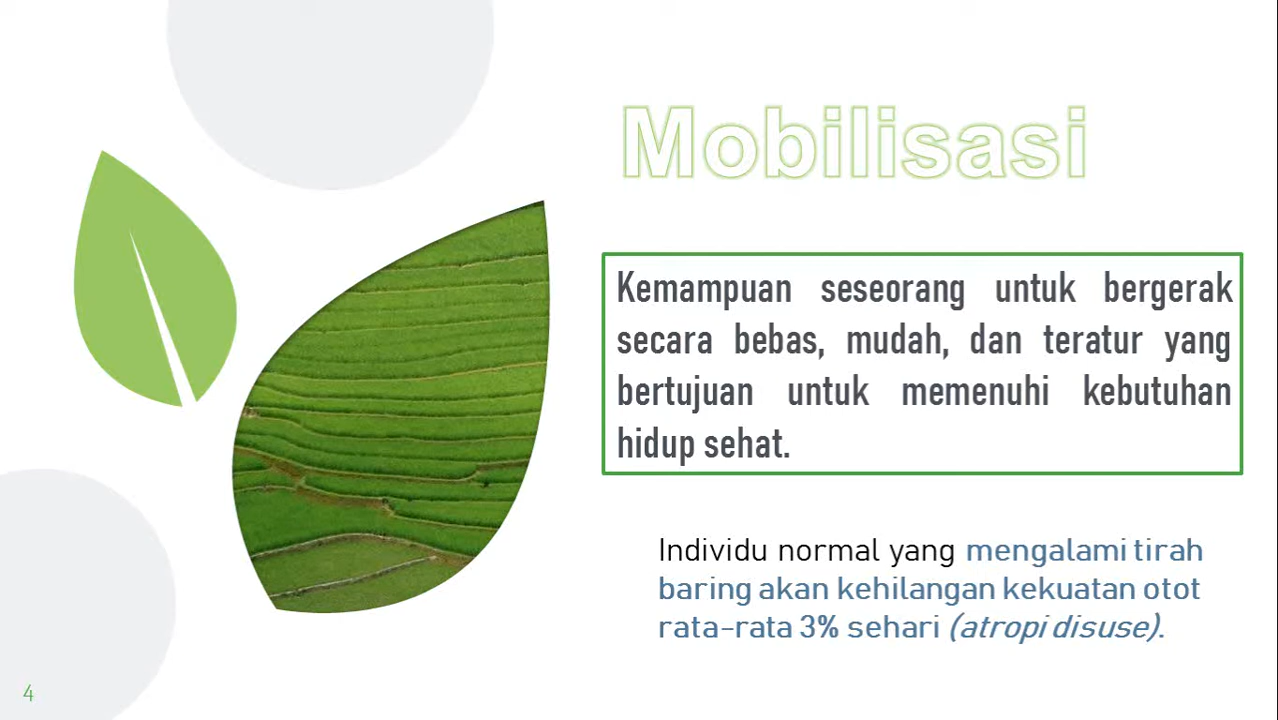 Mobilisasi
Kemampuan seseorang untuk bergerak
secara bebas, mudah, dan teratur yang
bertujuan untuk memenuhi kebutuhan
hidup sehat.
Individu normal yang mengalami tirah
baring akan kehilangan kekuatan otot
rata-rata 3% sehari (atropi disuse).
4